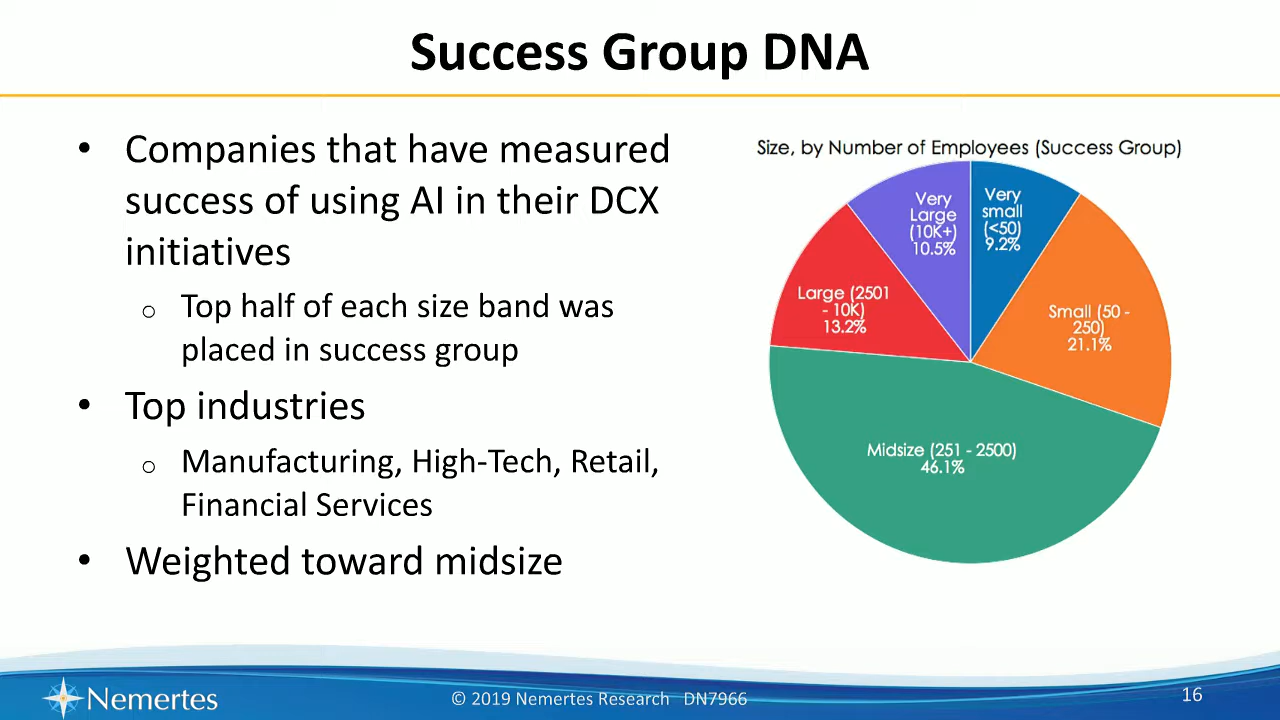 Success Group DNA
• Companies that have measured
success of using AI in their DCX
initiatives
o Top half of each size band was
placed in success group
• Top industries
o Manufacturing, High-Tech, Retail,
Financial Services
• Weighted toward midsize
Size, by Number of Employees (Success Group)
Very
Large
(10K+)
10.5%
Very
small
(<50)
9.2%
Large (2501
- 10K)
13.2%
Small (50 -
250)
21.1%
Midsize (251 - 2500)
46.1%
Nemertes
© 2019 Nemertes Research DN7966
16